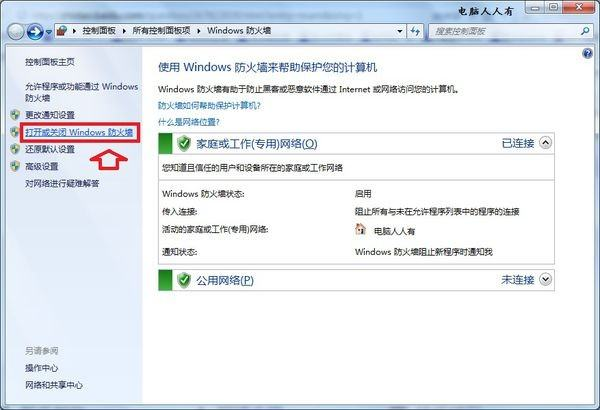 电脑人人有
控制面板 ▸ 所有控制面板项 ▸ Windows 防火墙
搜索控制面板
控制面板主页
允许程序或功能通过 Windows
防火墙
更改通知设置
打开或关闭 Windows 防火墙
还原默认设置
高级设置
对网络进行疑难解答
另请参阅
操作中心
网络和共享中心
使用 Windows 防火墙来帮助保护您的计算机
Windows 防火墙有助于防止黑客或恶意软件通过 Internet 或网络访问您的计算机。
防火墙如何帮助保护计算机?
什么是网络位置?
家庭或工作(专用)网络(O) 已连接
您知道且信任的用户和设备所在的家庭或工作网络
Windows 防火墙状态: 启用
传入连接: 阻止所有与未在允许程序列表中的程序的连接
活动的家庭或工作(专用)网络: 电脑人人有
通知状态: Windows 防火墙阻止新程序时通知我
公用网络(P) 未连接